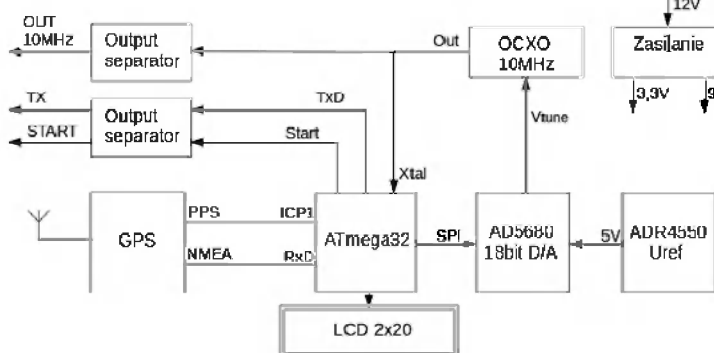 12V
OUT
10MHz
Output
separator
Out
OCXO
10MHz
Zasilanie
3,3V
TX
START
Output
separator
TxD
Start
Vtune
Xtal
GPS
PPS
NMEA
ICP1
RxD
ATmega32
SPI
AD5680
18bit D/A
5V
ADR4550
Uref
LCD 2x20